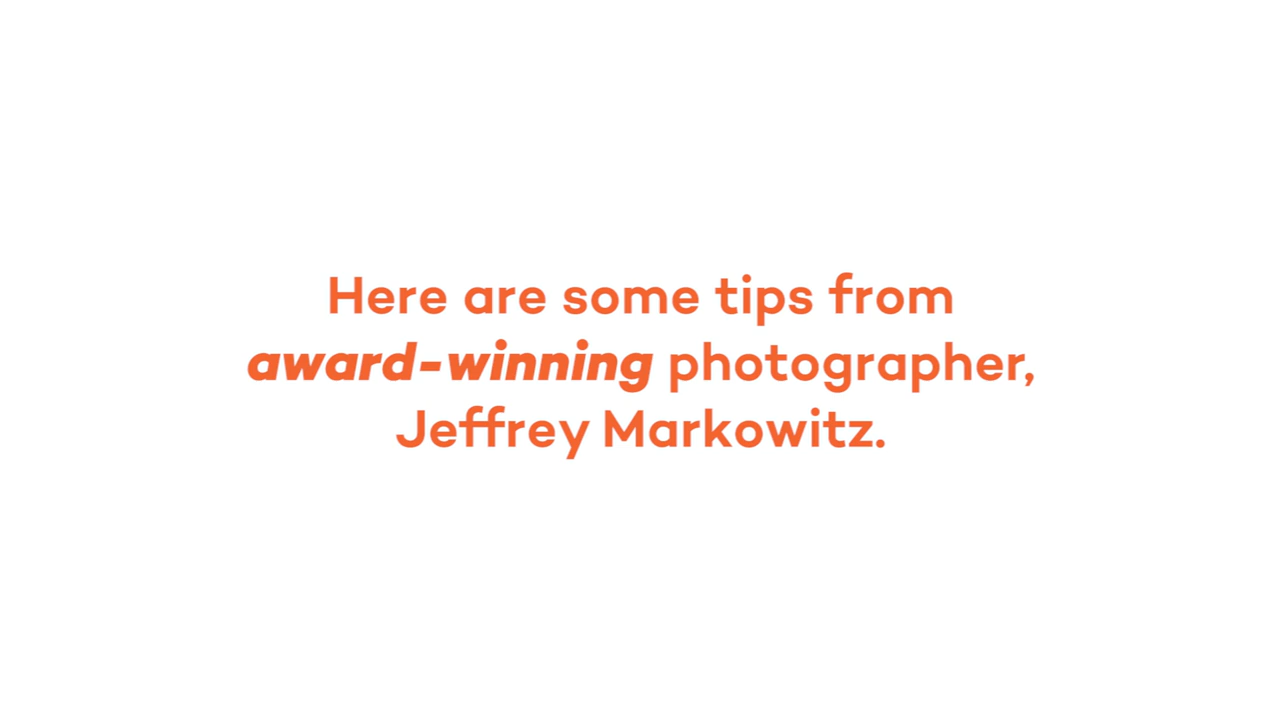 Here are some tips from
award-winning photographer,
Jeffrey Markowitz.